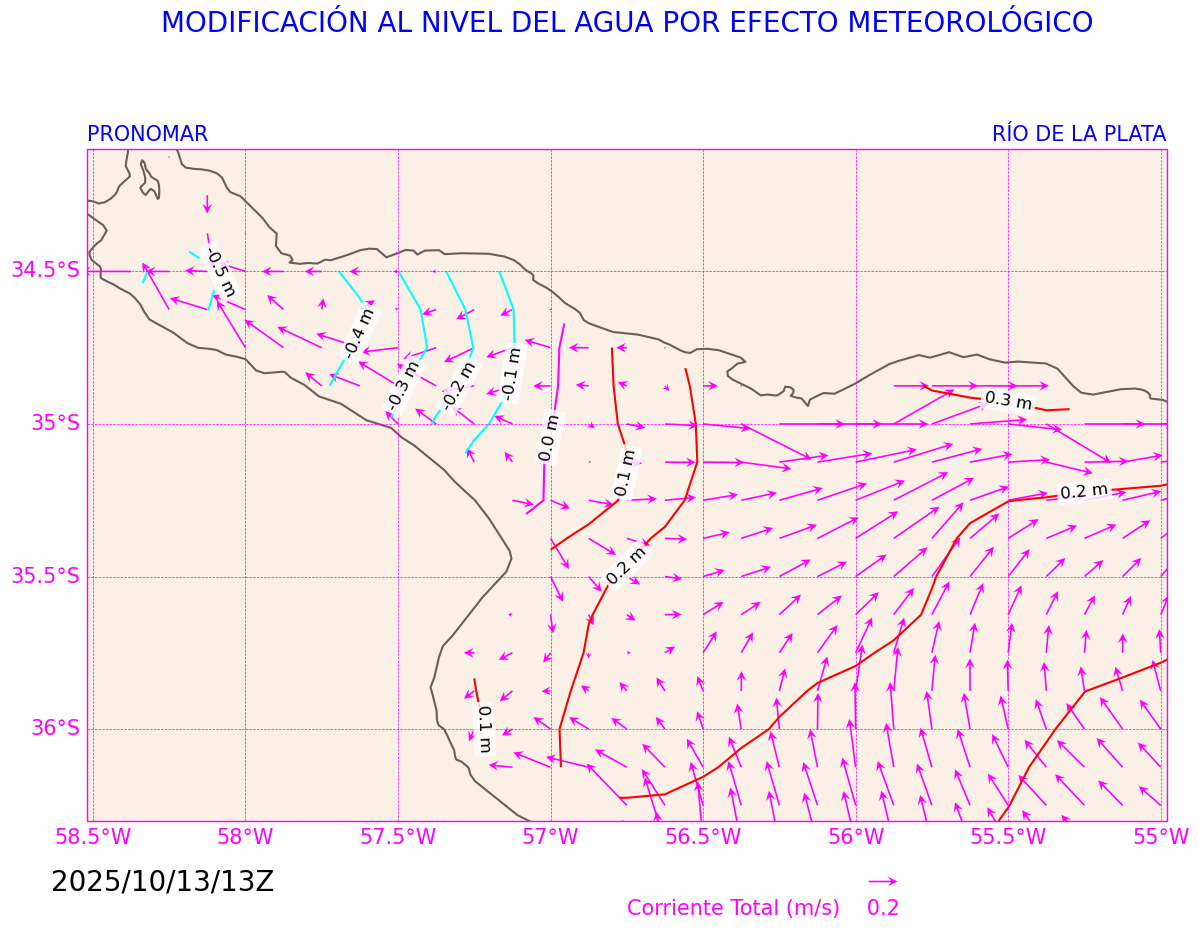 MODIFICACIÓN AL NIVEL DEL AGUA POR EFECTO METEOROLÓGICO
PRONOMAR
RÍO DE LA PLATA
-0.5 m
34.5°S
-0.4 m
-0.3 m
-0.2 m
-0.1 m
0.3 m
35°S
0.0 m
0.1 m
0.2 m
0.2 m
35.5°S
0.1 m
36°S
58.5°W
58°W
57.5°W
57°W
56.5°W
56°W
55.5°W
55°W
2025/10/13/13Z
Corriente Total (m/s)
0.2